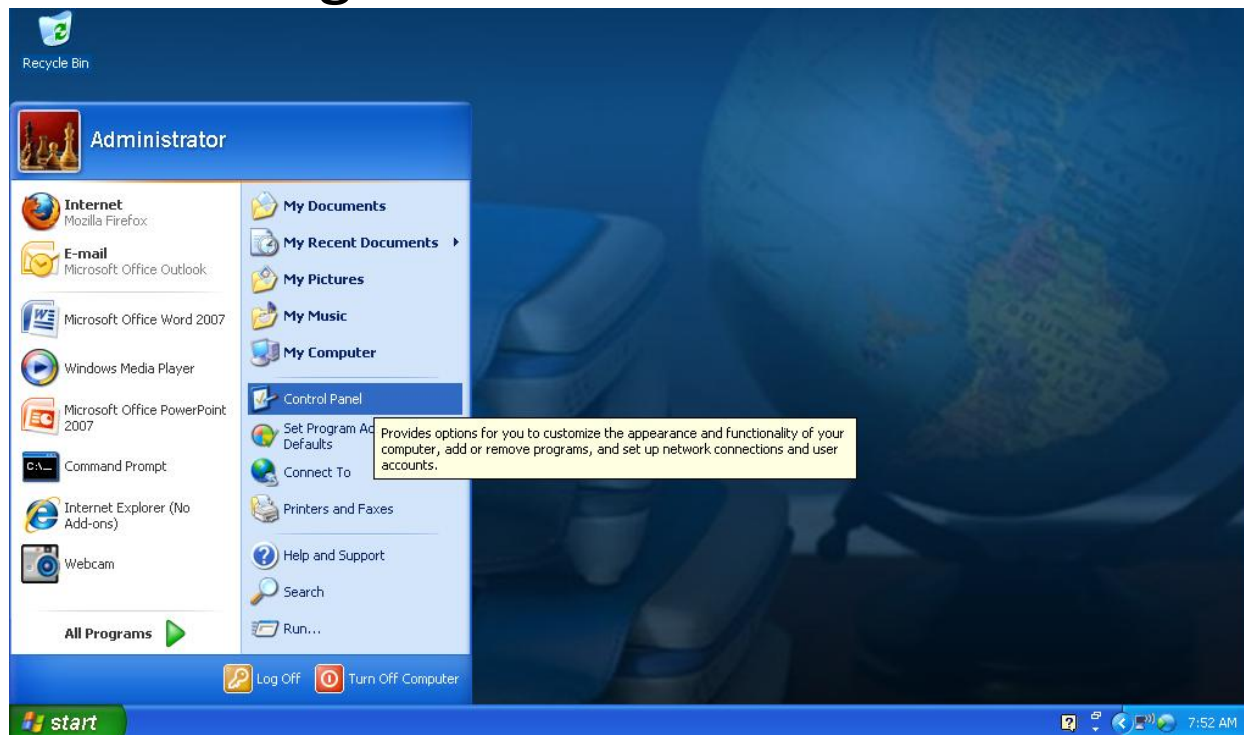 Recycle Bin
Administrator
Internet
Mozilla Firefox
E-mail
Microsoft Office Outlook
Microsoft Office Word 2007
Windows Media Player
Microsoft Office PowerPoint
2007
Command Prompt
Internet Explorer (No
Add-ons)
Webcam
All Programs
My Documents
My Recent Documents
My Pictures
My Music
My Computer
Control Panel
Set Program Ac
Defaults
Connect To
Printers and Faxes
Help and Support
Search
Run...
Provides options for you to customize the appearance and functionality of your
computer, add or remove programs, and set up network connections and user
accounts.
Log Off
Turn Off Computer
start
7:52 AM